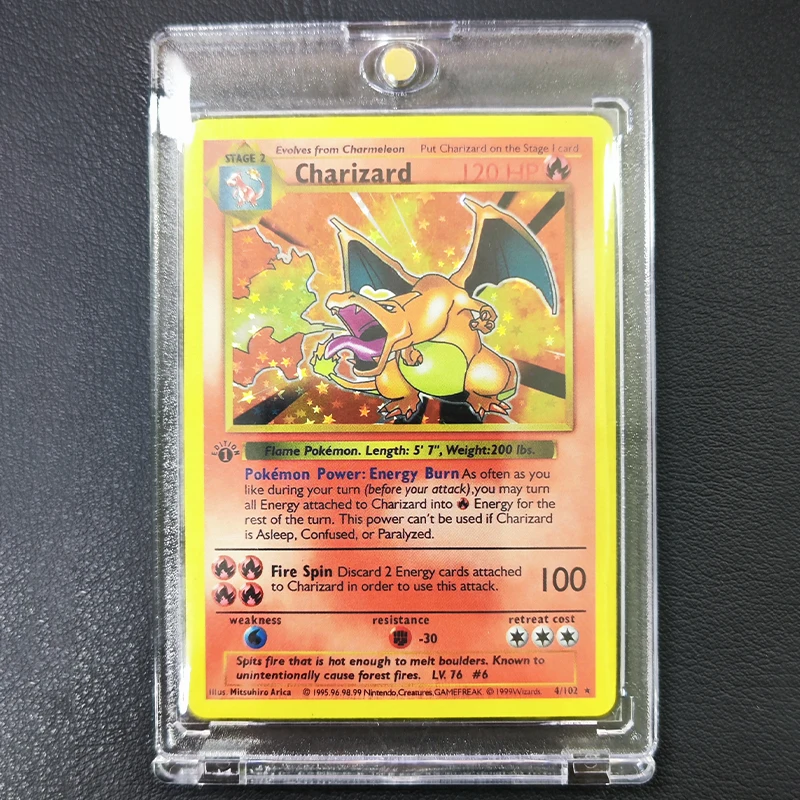 Evolves from Charmeleon Put Charizard on the Stage 1 card
STAGE 2
Charizard 120 HP
EDITION 1
Flame Pokémon. Length: 5' 7", Weight:200 lbs.
Pokémon Power: Energy Burn As often as you
like during your turn (before your attack),you may turn
all Energy attached to Charizard into Energy for the
rest of the turn. This power can't be used if Charizard
is Asleep, Confused, or Paralyzed.
Fire Spin Discard 2 Energy cards attached
to Charizard in order to use this attack. 100
weakness resistance retreat cost
-30
Spits fire that is hot enough to melt boulders. Known to
unintentionally cause forest fires. LV. 76 #6
Illus. Mitsuhiro Arica © 1995,96,98,99 Nintendo,Creatures,GAMEFREAK. © 1999Wizards. 4/102 ★